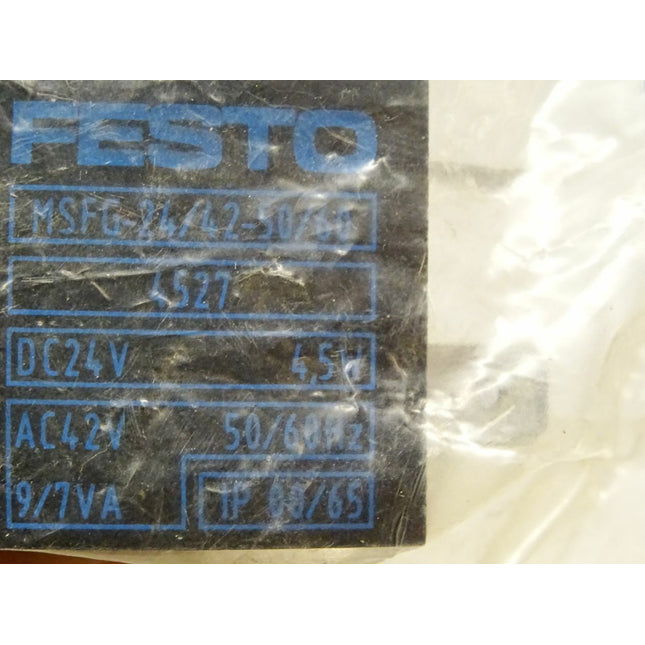 FESTO
MSFG-24/42-50/60
4527
DC24V 4,5W
AC42V 50/60Hz
9/7VA IP 00/65